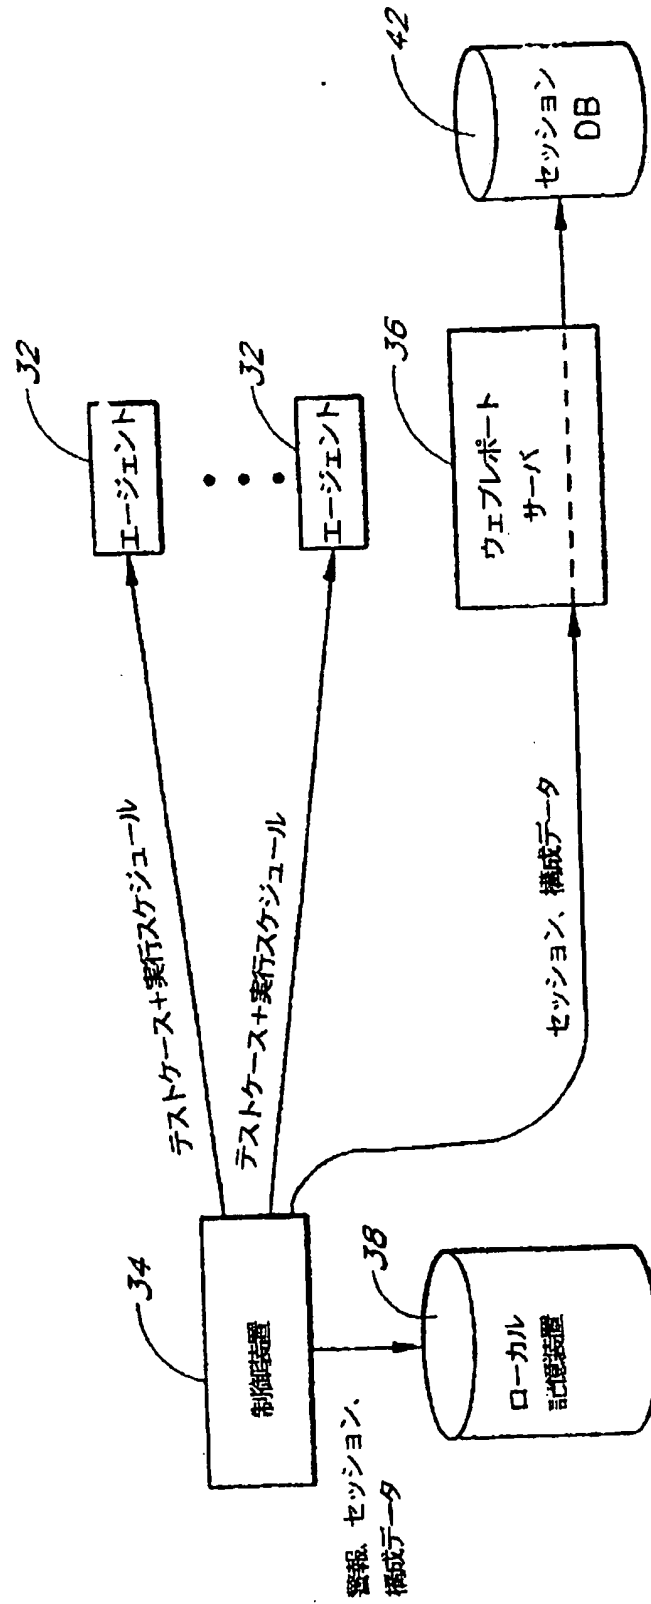 32
エージェント
テストケース+実行スケジュール
32
エージェント
テストケース+実行スケジュール
34
制御装置
警報、セッション、
構成データ
38
ローカル
記憶装置
セッション、構成データ
36
ウェブレポート
サーバ
42
セッション
DB